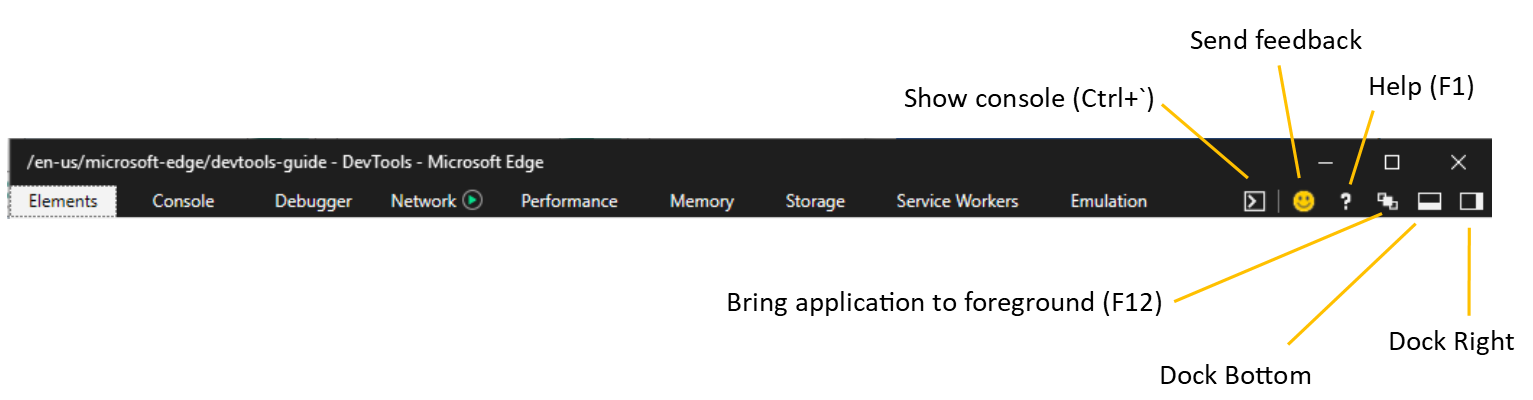 Send feedback
Help (F1)
Show console (Ctrl+`)
/en-us/microsoft-edge/devtools-guide - DevTools - Microsoft Edge
Elements Console Debugger Network Performance Memory Storage Service Workers Emulation
Bring application to foreground (F12)
Dock Right
Dock Bottom